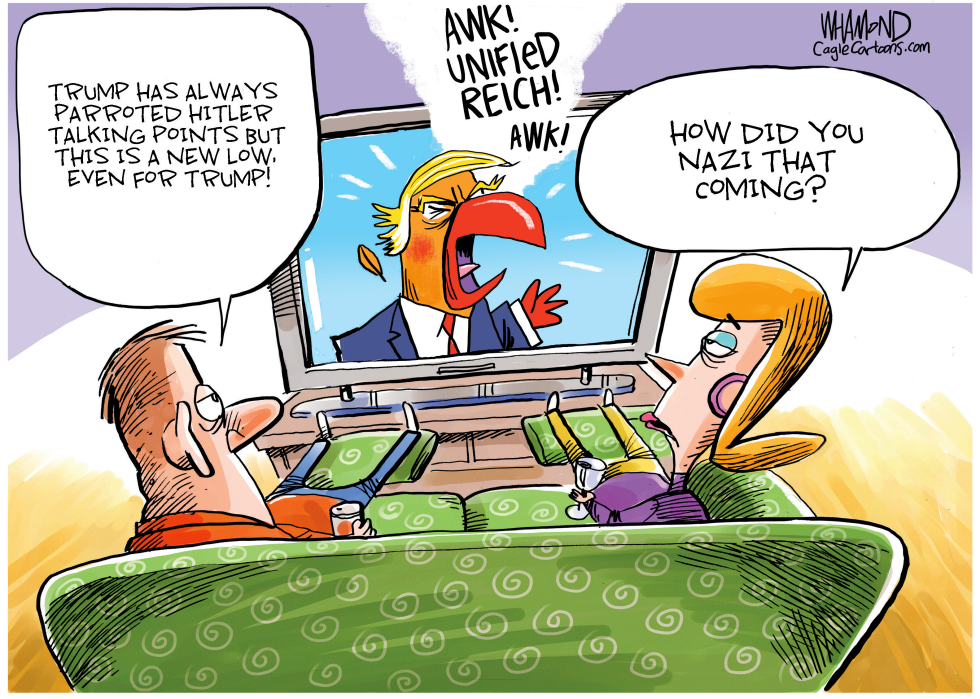 WHAMOND
CagleCartoons.com
AWK!
UNIFIED
REICH!
AWK!
TRUMP HAS ALWAYS
PARROTED HITLER
TALKING POINTS BUT
THIS IS A NEW LOW,
EVEN FOR TRUMP!
HOW DID YOU
NAZI THAT
COMING?